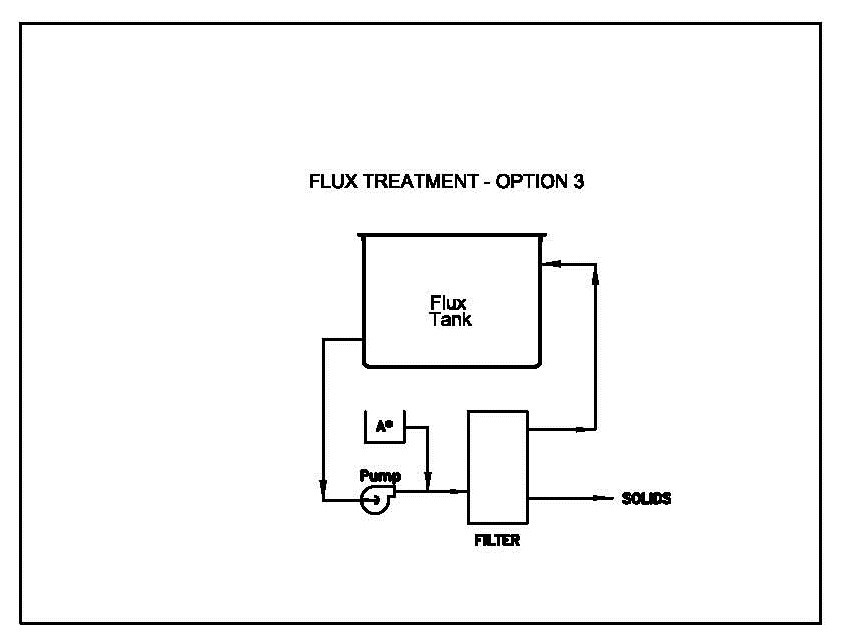 FLUX TREATMENT - OPTION 3
Flux
Tank
A*
Pump
SOLIDS
FILTER